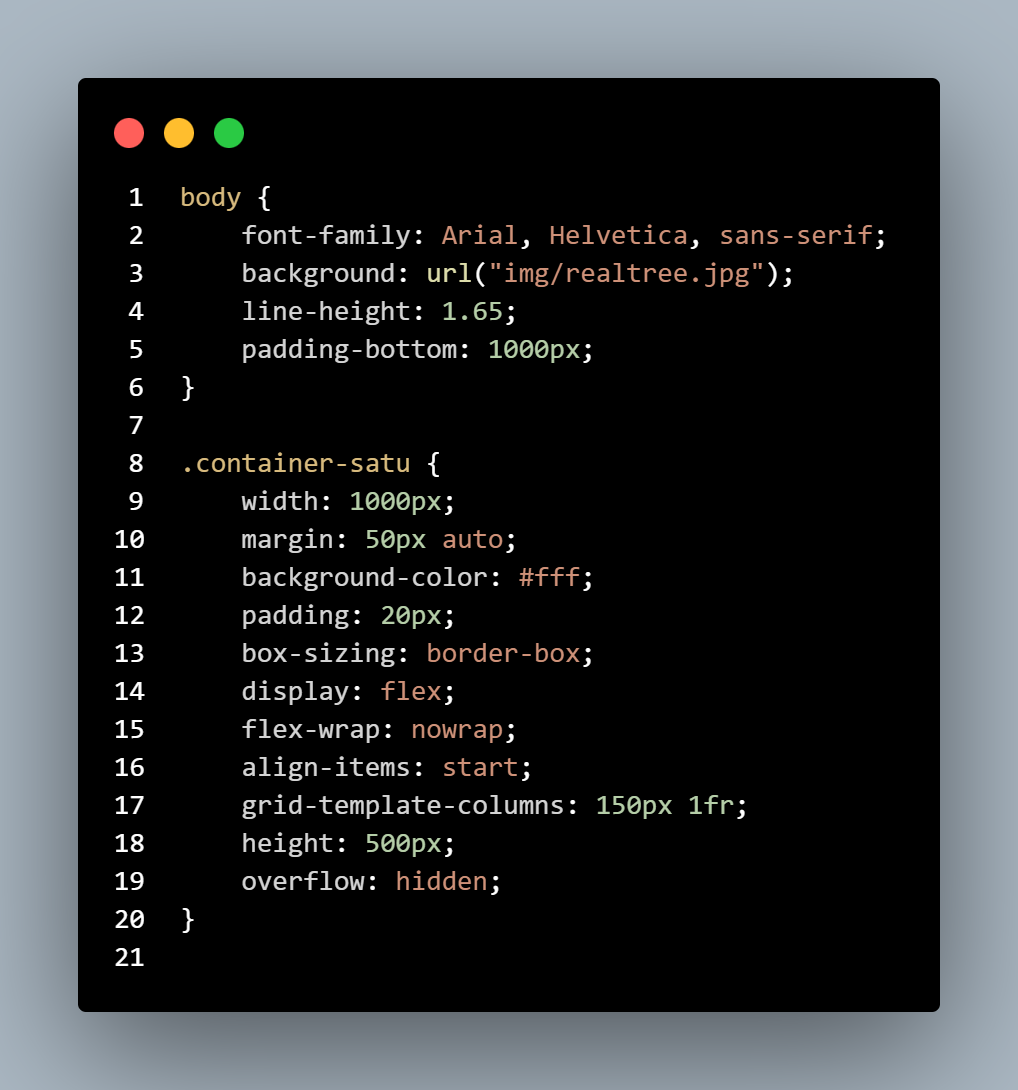 1 body {
2     font-family: Arial, Helvetica, sans-serif;
3     background: url("img/realtree.jpg");
4     line-height: 1.65;
5     padding-bottom: 1000px;
6 }
7
8 .container-satu {
9     width: 1000px;
10     margin: 50px auto;
11     background-color: #fff;
12     padding: 20px;
13     box-sizing: border-box;
14     display: flex;
15     flex-wrap: nowrap;
16     align-items: start;
17     grid-template-columns: 150px 1fr;
18     height: 500px;
19     overflow: hidden;
20 }
21